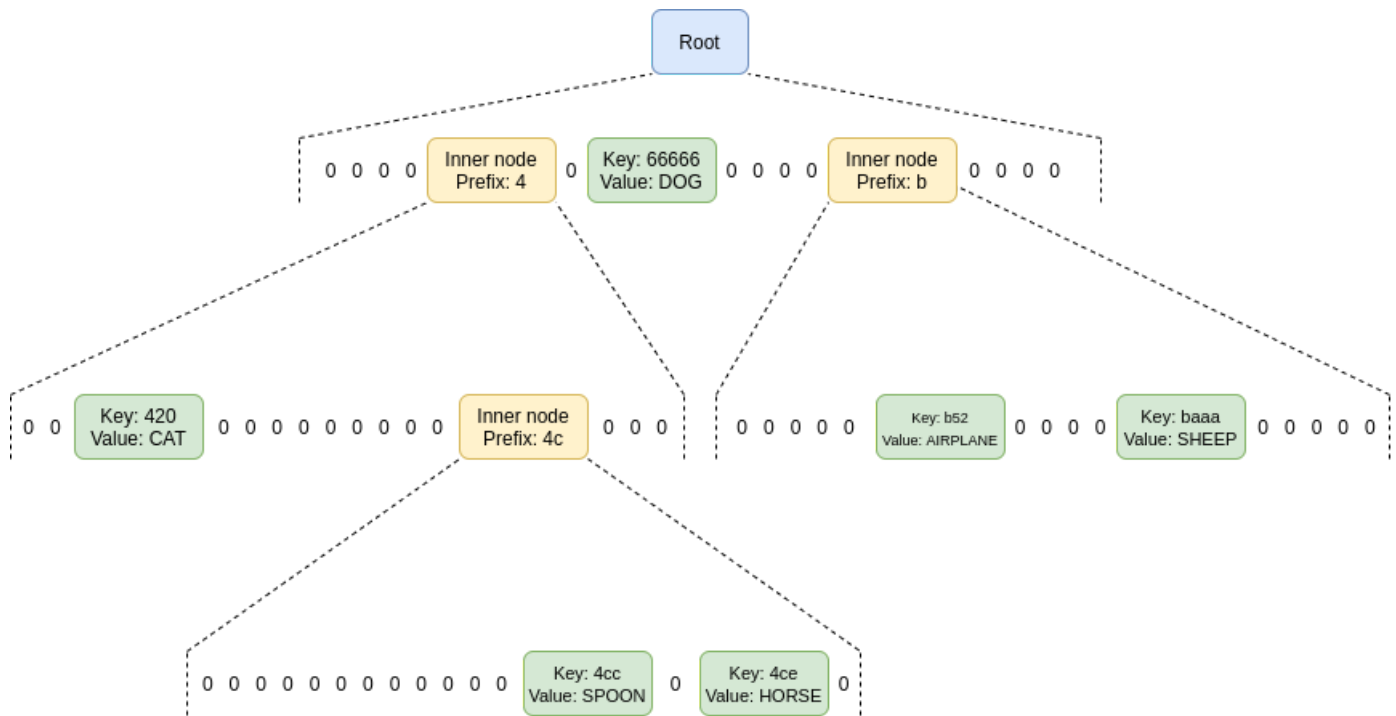 Root
0 0 0 0 Inner node Prefix: 4 0 Key: 66666 Value: DOG 0 0 0 0 Inner node Prefix: b 0 0 0 0
0 0 Key: 420 Value: CAT 0 0 0 0 0 0 0 0 0 Inner node Prefix: 4c 0 0 0
0 0 0 0 0 Key: b52 Value: AIRPLANE 0 0 0 0 Key: baaa Value: SHEEP 0 0 0 0 0
0 0 0 0 0 0 0 0 0 0 0 0 Key: 4cc Value: SPOON 0 Key: 4ce Value: HORSE 0